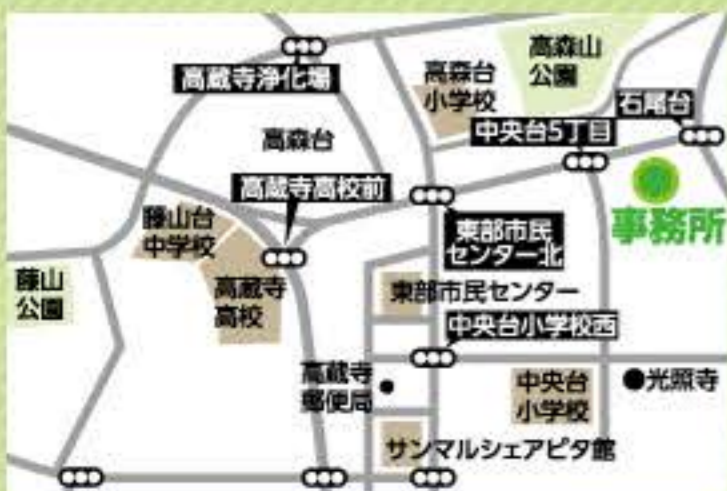 高蔵寺浄化場
高森台
小学校
高森山
公園
石尾台
中央台5丁目
高森台
高蔵寺高校前
事務所
藤山台
中学校
東部市民
センター北
藤山
公園
高蔵寺
高校
東部市民センター
中央台小学校西
高蔵寺
郵便局
中央台
小学校
光照寺
サンマルシェアピタ館